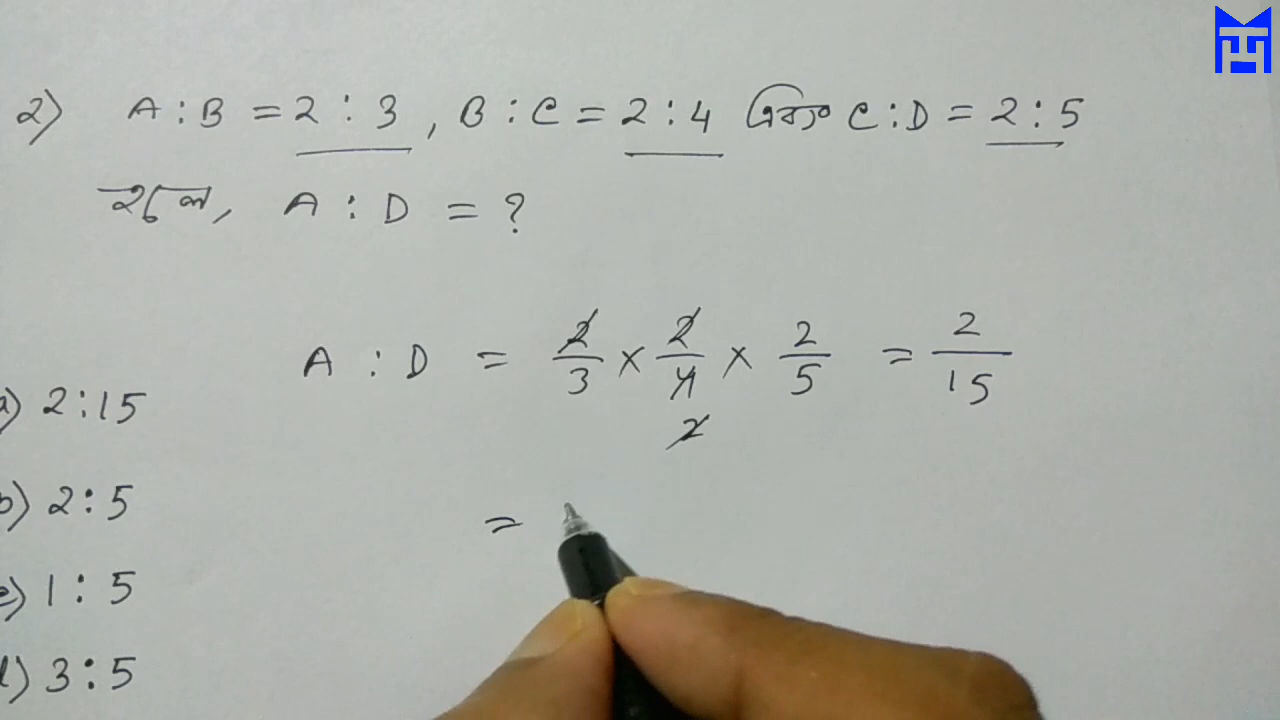 2) A : B = 2 : 3 , B : C = 2 : 4 এবং C : D = 2 : 5
হলে, A : D = ?
A : D = 2/3 × 2/4 × 2/5 = 2/15
2
=
a) 2:15
b) 2:5
c) 1:5
d) 3:5